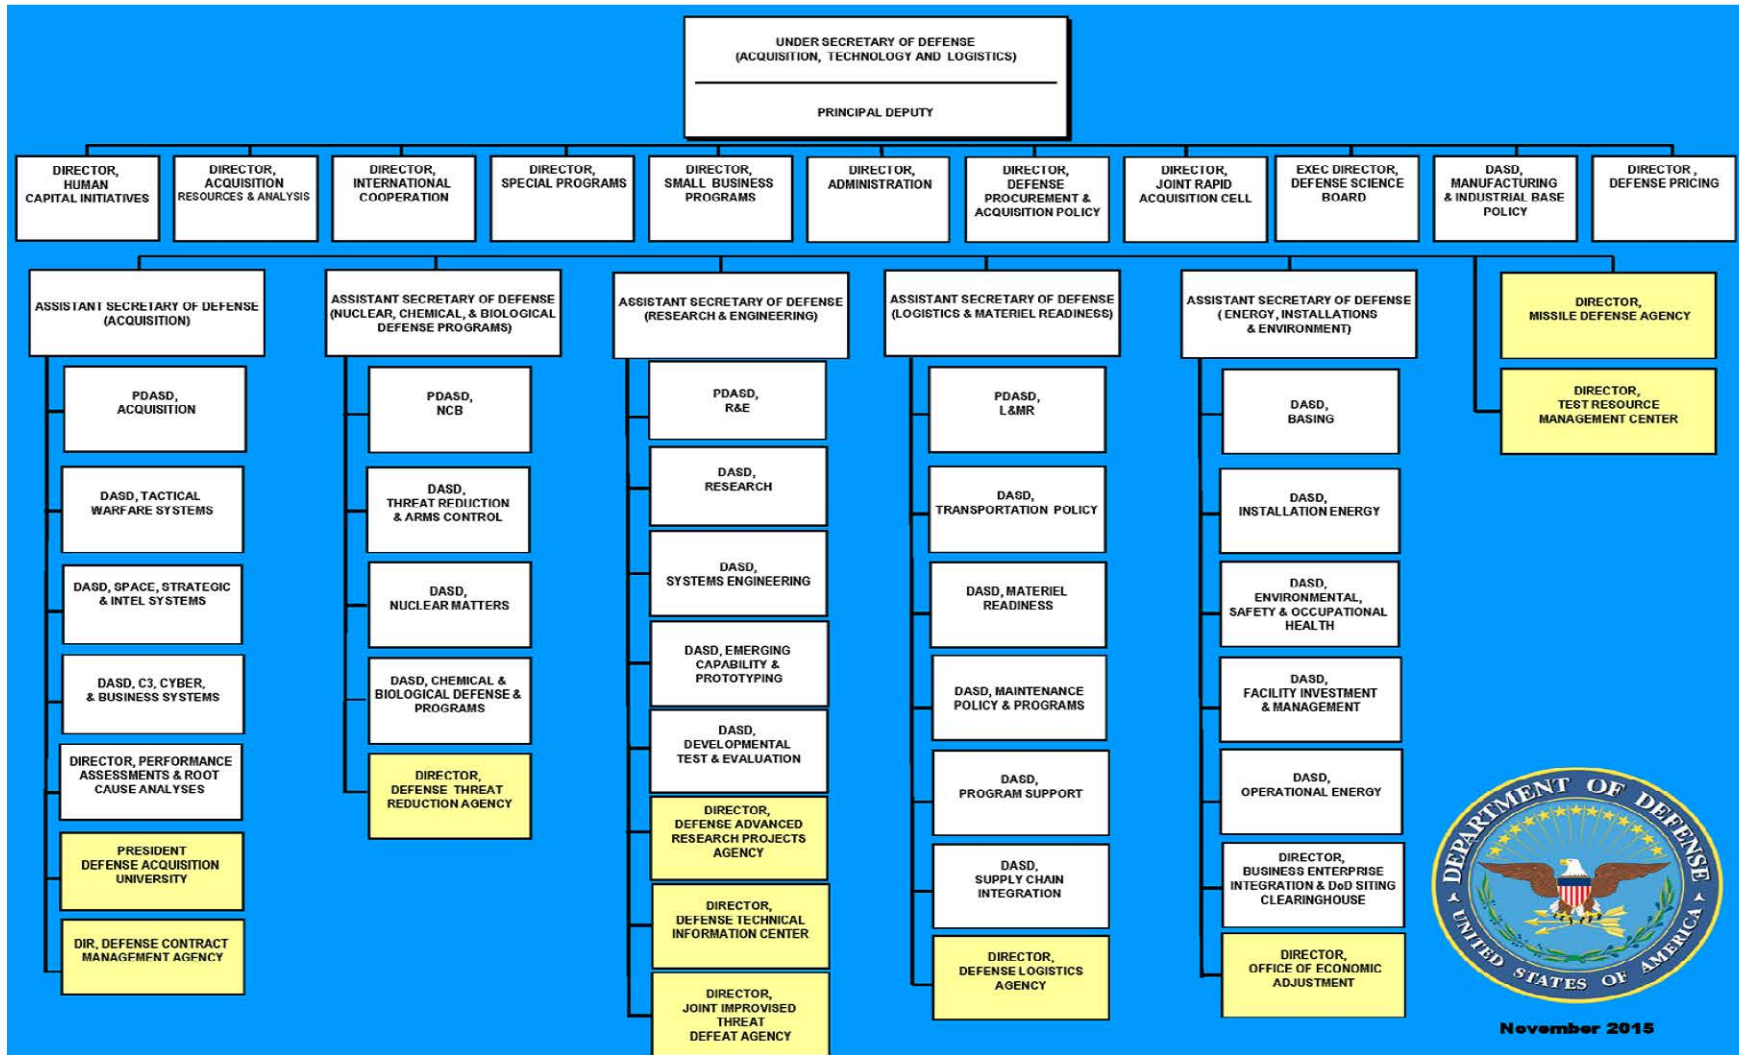 UNDER SECRETARY OF DEFENSE
(ACQUISITION, TECHNOLOGY AND LOGISTICS)
PRINCIPAL DEPUTY
DIRECTOR,
HUMAN
CAPITAL INITIATIVES
DIRECTOR,
ACQUISITION
RESOURCES & ANALYSIS
DIRECTOR,
INTERNATIONAL
COOPERATION
DIRECTOR,
SPECIAL PROGRAMS
DIRECTOR,
SMALL BUSINESS
PROGRAMS
DIRECTOR,
ADMINISTRATION
DIRECTOR,
DEFENSE
PROCUREMENT &
ACQUISITION POLICY
DIRECTOR,
JOINT RAPID
ACQUISITION CELL
EXEC DIRECTOR,
DEFENSE SCIENCE
BOARD
DASD,
MANUFACTURING
& INDUSTRIAL BASE
POLICY
DIRECTOR ,
DEFENSE PRICING
ASSISTANT SECRETARY OF DEFENSE
(ACQUISITION)
PDASD,
ACQUISITION
DASD, TACTICAL
WARFARE SYSTEMS
DASD, SPACE, STRATEGIC
& INTEL SYSTEMS
DASD, C3, CYBER,
& BUSINESS SYSTEMS
DIRECTOR, PERFORMANCE
ASSESSMENTS & ROOT
CAUSE ANALYSES
PRESIDENT
DEFENSE ACQUISITION
UNIVERSITY
DIR, DEFENSE CONTRACT
MANAGEMENT AGENCY
ASSISTANT SECRETARY OF DEFENSE
(NUCLEAR, CHEMICAL, & BIOLOGICAL
DEFENSE PROGRAMS)
PDASD,
NCB
DASD,
THREAT REDUCTION
& ARMS CONTROL
DASD,
NUCLEAR MATTERS
DASD, CHEMICAL &
BIOLOGICAL DEFENSE &
PROGRAMS
DIRECTOR,
DEFENSE THREAT
REDUCTION AGENCY
ASSISTANT SECRETARY OF DEFENSE
(RESEARCH & ENGINEERING)
PDASD,
R&E
DASD,
RESEARCH
DASD,
SYSTEMS ENGINEERING
DASD, EMERGING
CAPABILITY &
PROTOTYPING
DASD,
DEVELOPMENTAL
TEST & EVALUATION
DIRECTOR,
DEFENSE ADVANCED
RESEARCH PROJECTS
AGENCY
DIRECTOR,
DEFENSE TECHNICAL
INFORMATION CENTER
DIRECTOR,
JOINT IMPROVISED
THREAT
DEFEAT AGENCY
ASSISTANT SECRETARY OF DEFENSE
(LOGISTICS & MATERIEL READINESS)
PDASD,
L&MR
DASD,
TRANSPORTATION POLICY
DASD, MATERIEL
READINESS
DASD, MAINTENANCE
POLICY & PROGRAMS
DASD,
PROGRAM SUPPORT
DASD,
SUPPLY CHAIN
INTEGRATION
DIRECTOR,
DEFENSE LOGISTICS
AGENCY
ASSISTANT SECRETARY OF DEFENSE
( ENERGY, INSTALLATIONS
& ENVIRONMENT)
DASD,
BASING
DASD,
INSTALLATION ENERGY
DASD,
ENVIRONMENTAL,
SAFETY & OCCUPATIONAL
HEALTH
DASD,
FACILITY INVESTMENT
& MANAGEMENT
DASD,
OPERATIONAL ENERGY
DIRECTOR,
BUSINESS ENTERPRISE
INTEGRATION & DoD SITING
CLEARINGHOUSE
DIRECTOR,
OFFICE OF ECONOMIC
ADJUSTMENT
DIRECTOR,
MISSILE DEFENSE AGENCY
DIRECTOR,
TEST RESOURCE
MANAGEMENT CENTER
DEPARTMENT OF DEFENSE
UNITED STATES OF AMERICA
November 2015